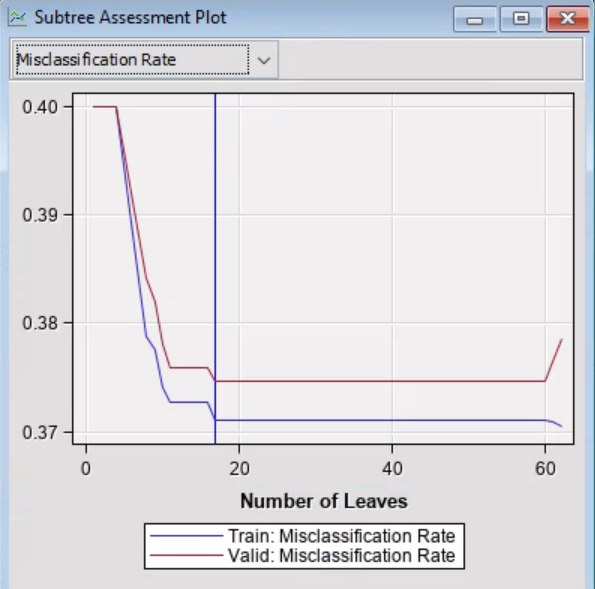 Subtree Assessment Plot
Misclassification Rate
0.40
0.39
0.38
0.37
0 20 40 60
Number of Leaves
Train: Misclassification Rate
Valid: Misclassification Rate